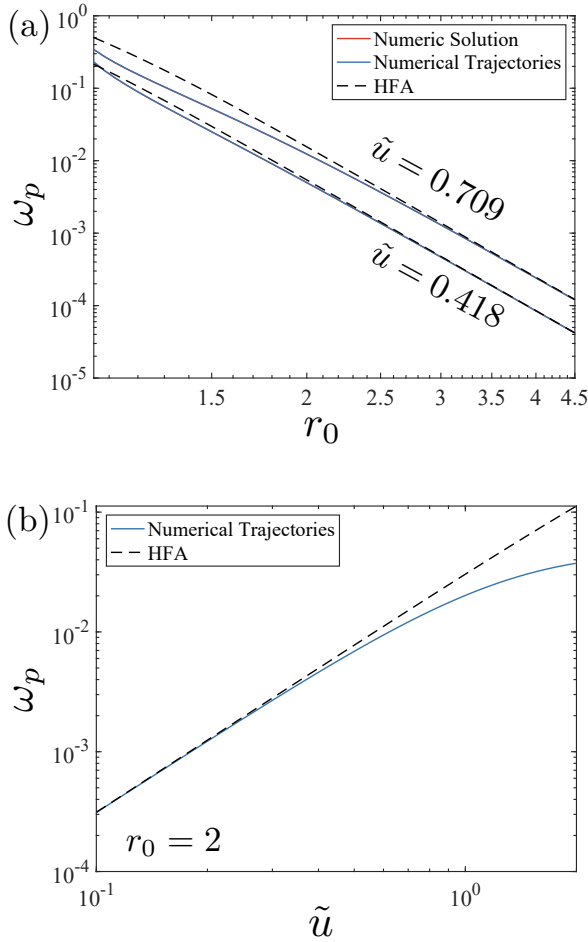 (a)
10^0
10^-1
10^-2
10^-3
10^-4
10^-5
ω_p
Numeric Solution
Numerical Trajectories
HFA
ũ = 0.709
ũ = 0.418
1.5 2 2.5 3 3.5 4 4.5
r_0
(b)
10^-1
10^-2
10^-3
10^-4
ω_p
Numerical Trajectories
HFA
r_0 = 2
10^-1 10^0
ũ